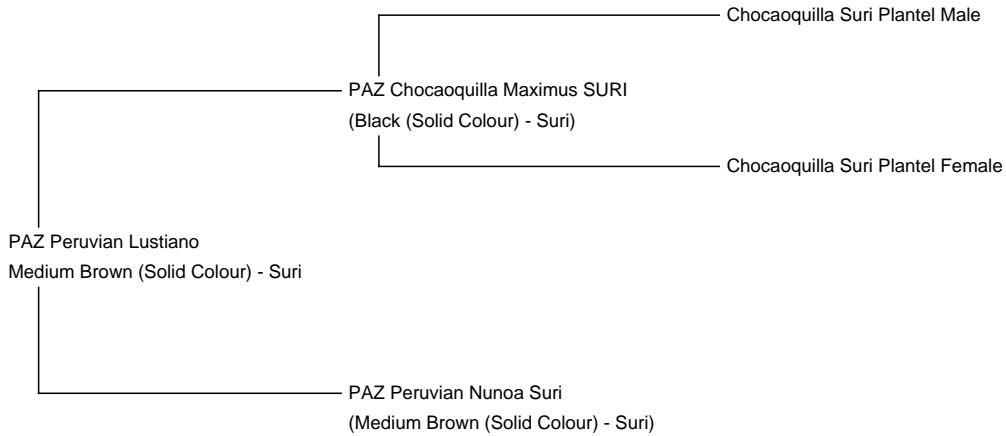 Chocaoquilla Suri Plantel Male
PAZ Chocaoquilla Maximus SURI
(Black (Solid Colour) - Suri)
Chocaoquilla Suri Plantel Female
PAZ Peruvian Lustiano
Medium Brown (Solid Colour) - Suri
PAZ Peruvian Nunoa Suri
(Medium Brown (Solid Colour) - Suri)